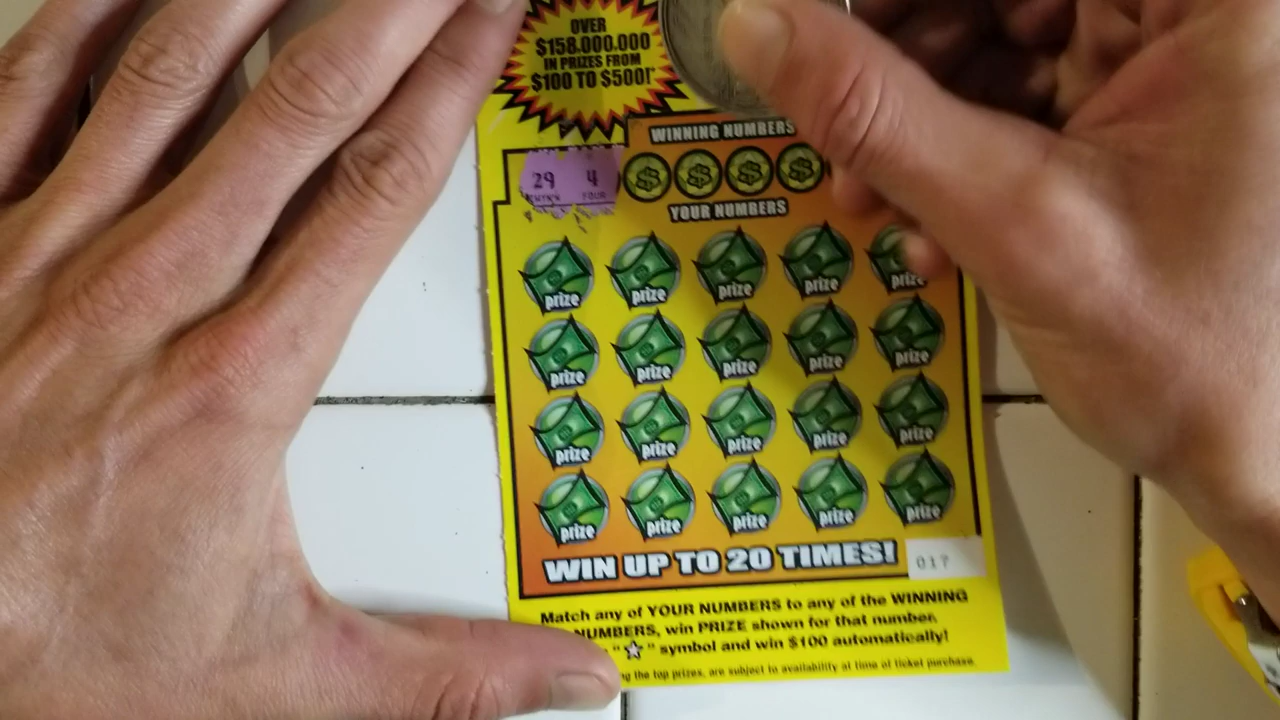 OVER
$158,000,000
IN PRIZES FROM
$100 TO $500!
WINNING NUMBERS
29 4
FOUR
$ $ $ $
YOUR NUMBERS
prize prize prize prize prize
prize prize prize prize prize
prize prize prize prize prize
prize prize prize prize prize
WIN UP TO 20 TIMES!
017
Match any of YOUR NUMBERS to any of the WINNING
NUMBERS, win PRIZE shown for that number.
" ☆ " symbol and win $100 automatically!
the top prizes, are subject to availability at time of ticket purchase.